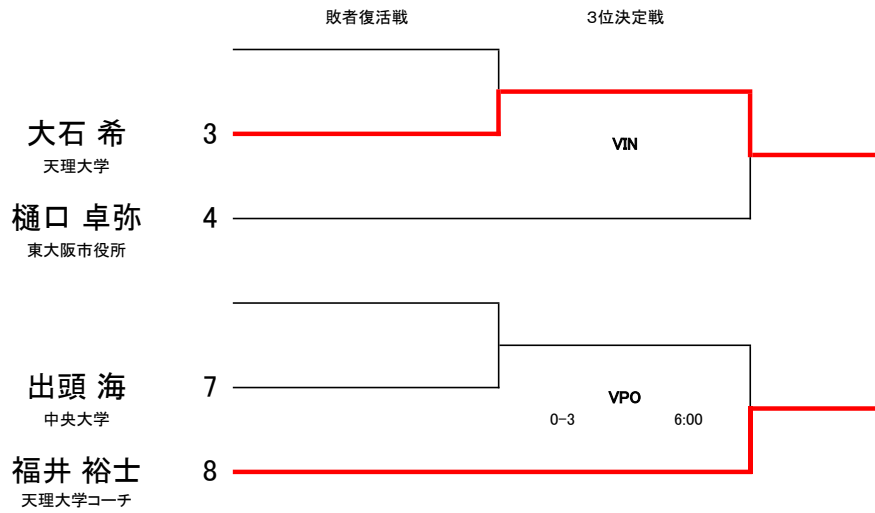 敗者復活戦 3位決定戦
大石 希 3
天理大学
VIN
樋口 卓弥 4
東大阪市役所
出頭 海 7
中央大学
VPO
0-3 6:00
福井 裕士 8
天理大学コーチ